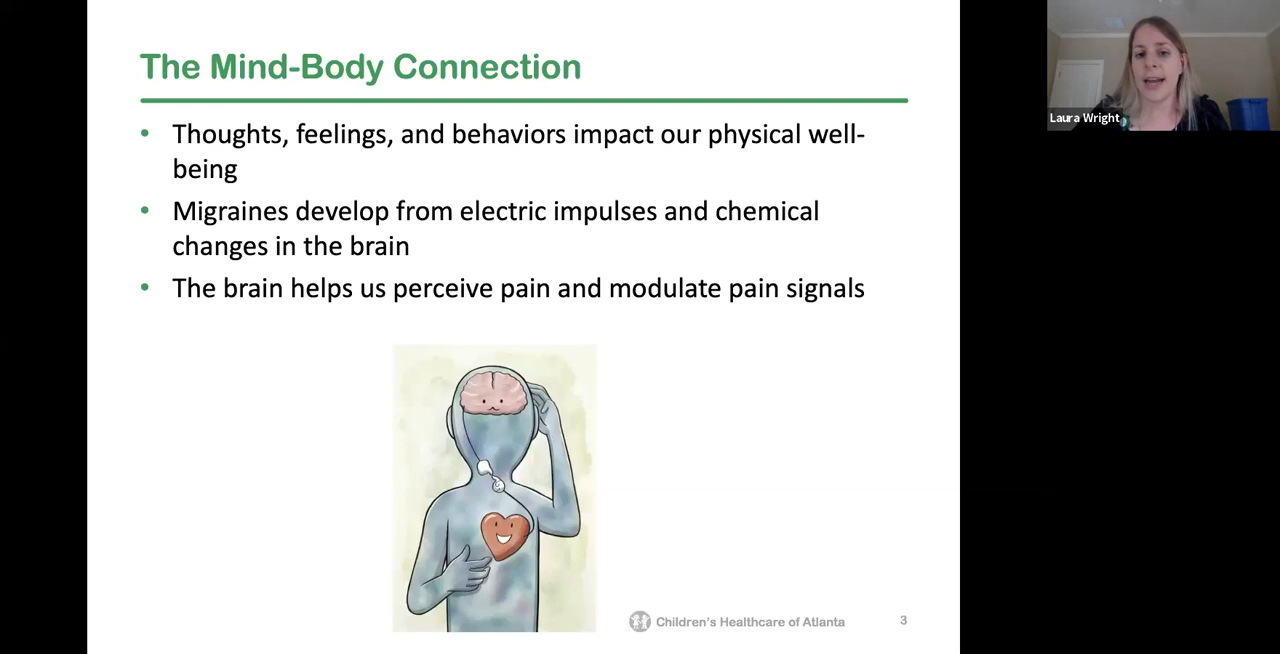 The Mind-Body Connection
• Thoughts, feelings, and behaviors impact our physical well-
being
• Migraines develop from electric impulses and chemical
changes in the brain
• The brain helps us perceive pain and modulate pain signals
Children's Healthcare of Atlanta
3
Laura Wright